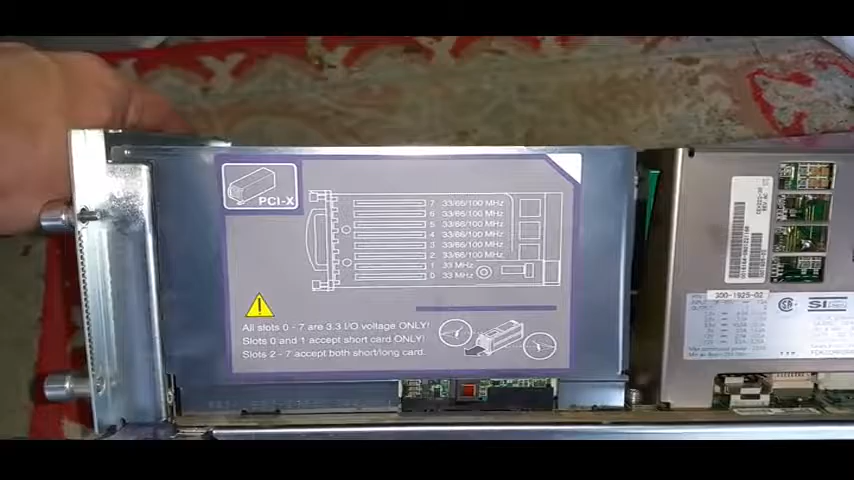 PCI-X
7 33/66/100 MHz
6 33/66/100 MHz
5 33/66/100 MHz
4 33/66/100 MHz
3 33/66/100 MHz
2 33/66/100 MHz
1 33 MHz
0 33 MHz
All slots 0 - 7 are 3.3 I/O voltage ONLY!
Slots 0 and 1 accept short card ONLY!
Slots 2 - 7 accept both short/long card.
300-1925-02